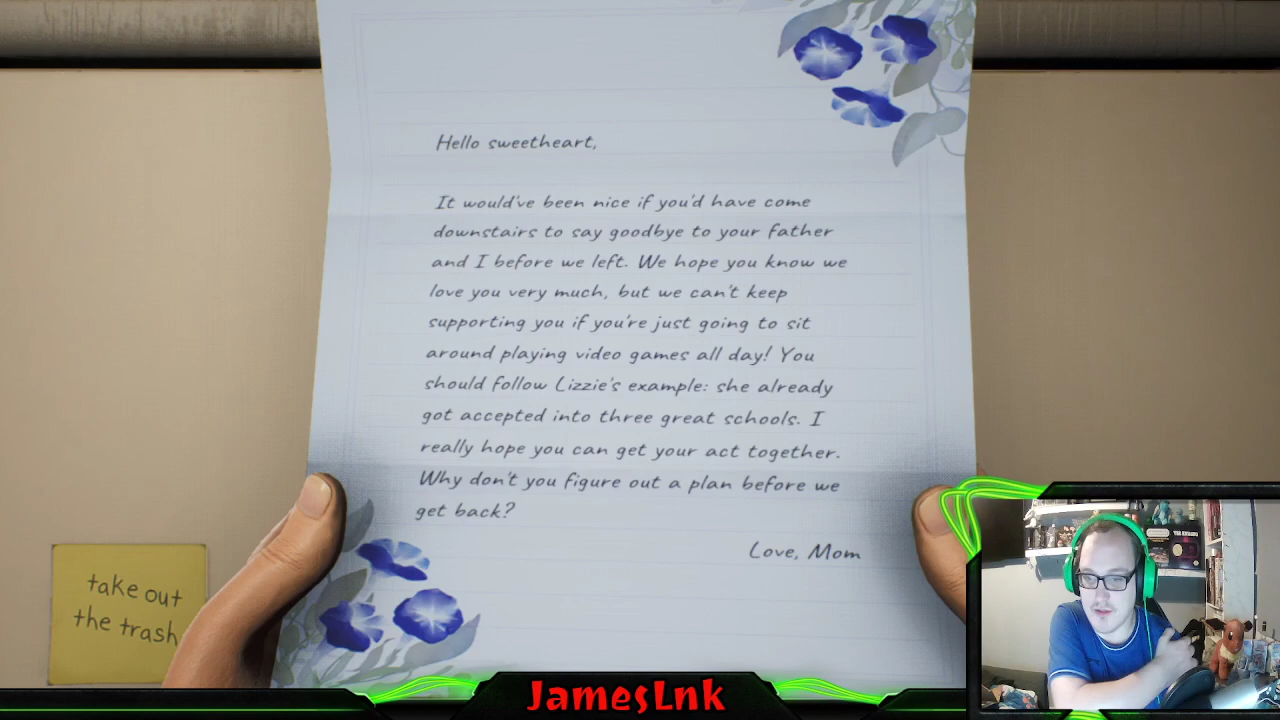 Hello sweetheart,
It would've been nice if you'd have come
downstairs to say goodbye to your father
and I before we left. We hope you know we
love you very much, but we can't keep
supporting you if you're just going to sit
around playing video games all day! You
should follow Lizzie's example: she already
got accepted into three great schools. I
really hope you can get your act together.
Why don't you figure out a plan before we
get back?
Love, Mom
take out
the trash
JamesLnk